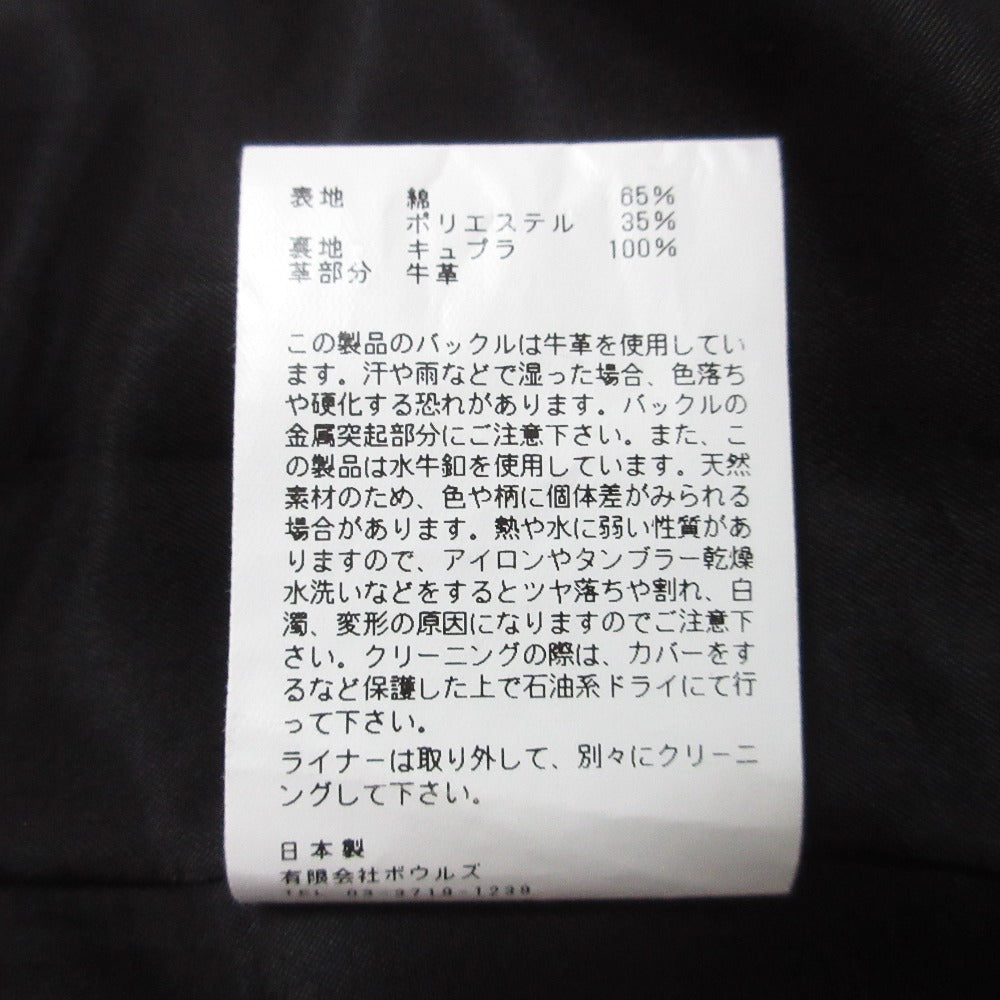 表地 綿 65%
ポリエステル 35%
裏地 キュプラ 100%
革部分 牛革
この製品のバックルは牛革を使用してい
ます。汗や雨などで湿った場合、色落ち
や硬化する恐れがあります。バックルの
金属突起部分にご注意下さい。また、こ
の製品は水牛釦を使用しています。天然
素材のため、色や柄に個体差がみられる
場合があります。熱や水に弱い性質があ
りますので、アイロンやタンブラー乾燥
水洗いなどをするとツヤ落ちや割れ、白
濁、変形の原因になりますのでご注意下
さい。クリーニングの際は、カバーをす
るなど保護した上で石油系ドライにて行
って下さい。
ライナーは取り外して、別々にクリーニ
ングして下さい。
日本製
有限会社ボウルズ
TEL 03-3719-1239